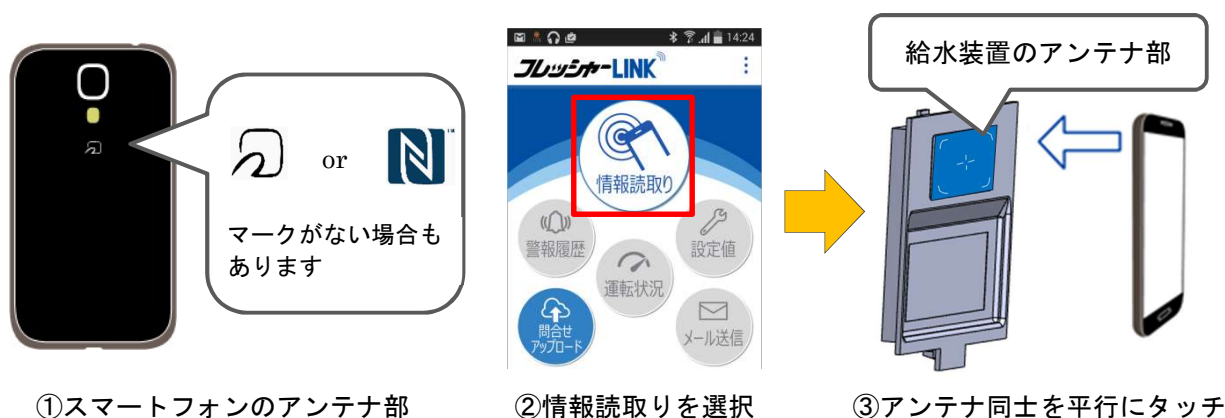 or
マークがない場合も
あります
14:24
フレッシャーLINK
情報読取り
警報履歴
設定値
運転状況
問合せ
アップロード
メール送信
給水装置のアンテナ部
①スマートフォンのアンテナ部
②情報読取りを選択
③アンテナ同士を平行にタッチ